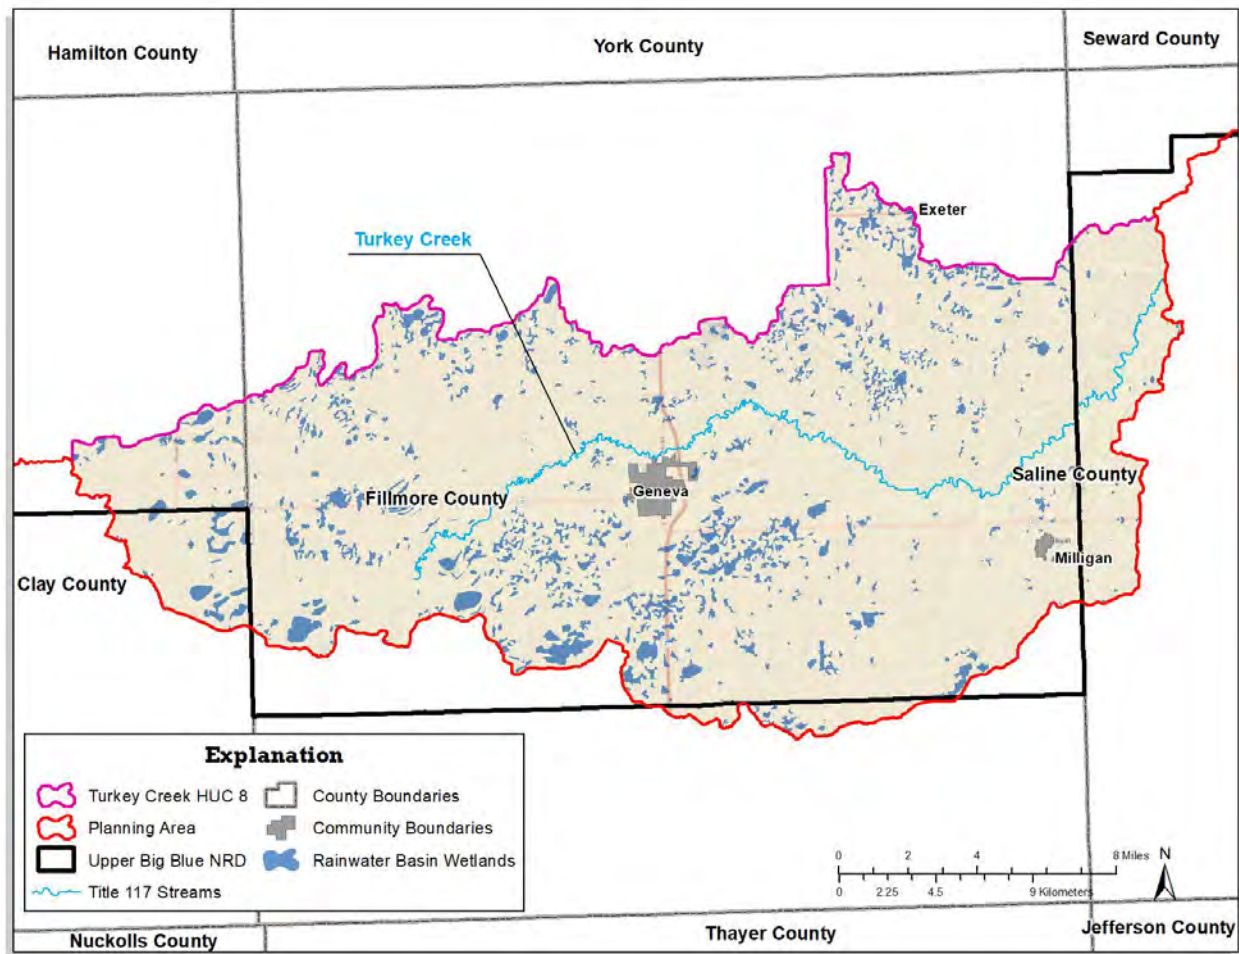 Hamilton County
York County
Seward County
Exeter
Turkey Creek
Fillmore County
Geneva
Saline County
Milligan
Clay County
Explanation
Turkey Creek HUC 8
County Boundaries
Planning Area
Community Boundaries
Upper Big Blue NRD
Rainwater Basin Wetlands
Title 117 Streams
0 2 4 8 Miles
0 2.25 4.5 9 Kilometers
N
Nuckolls County
Thayer County
Jefferson County